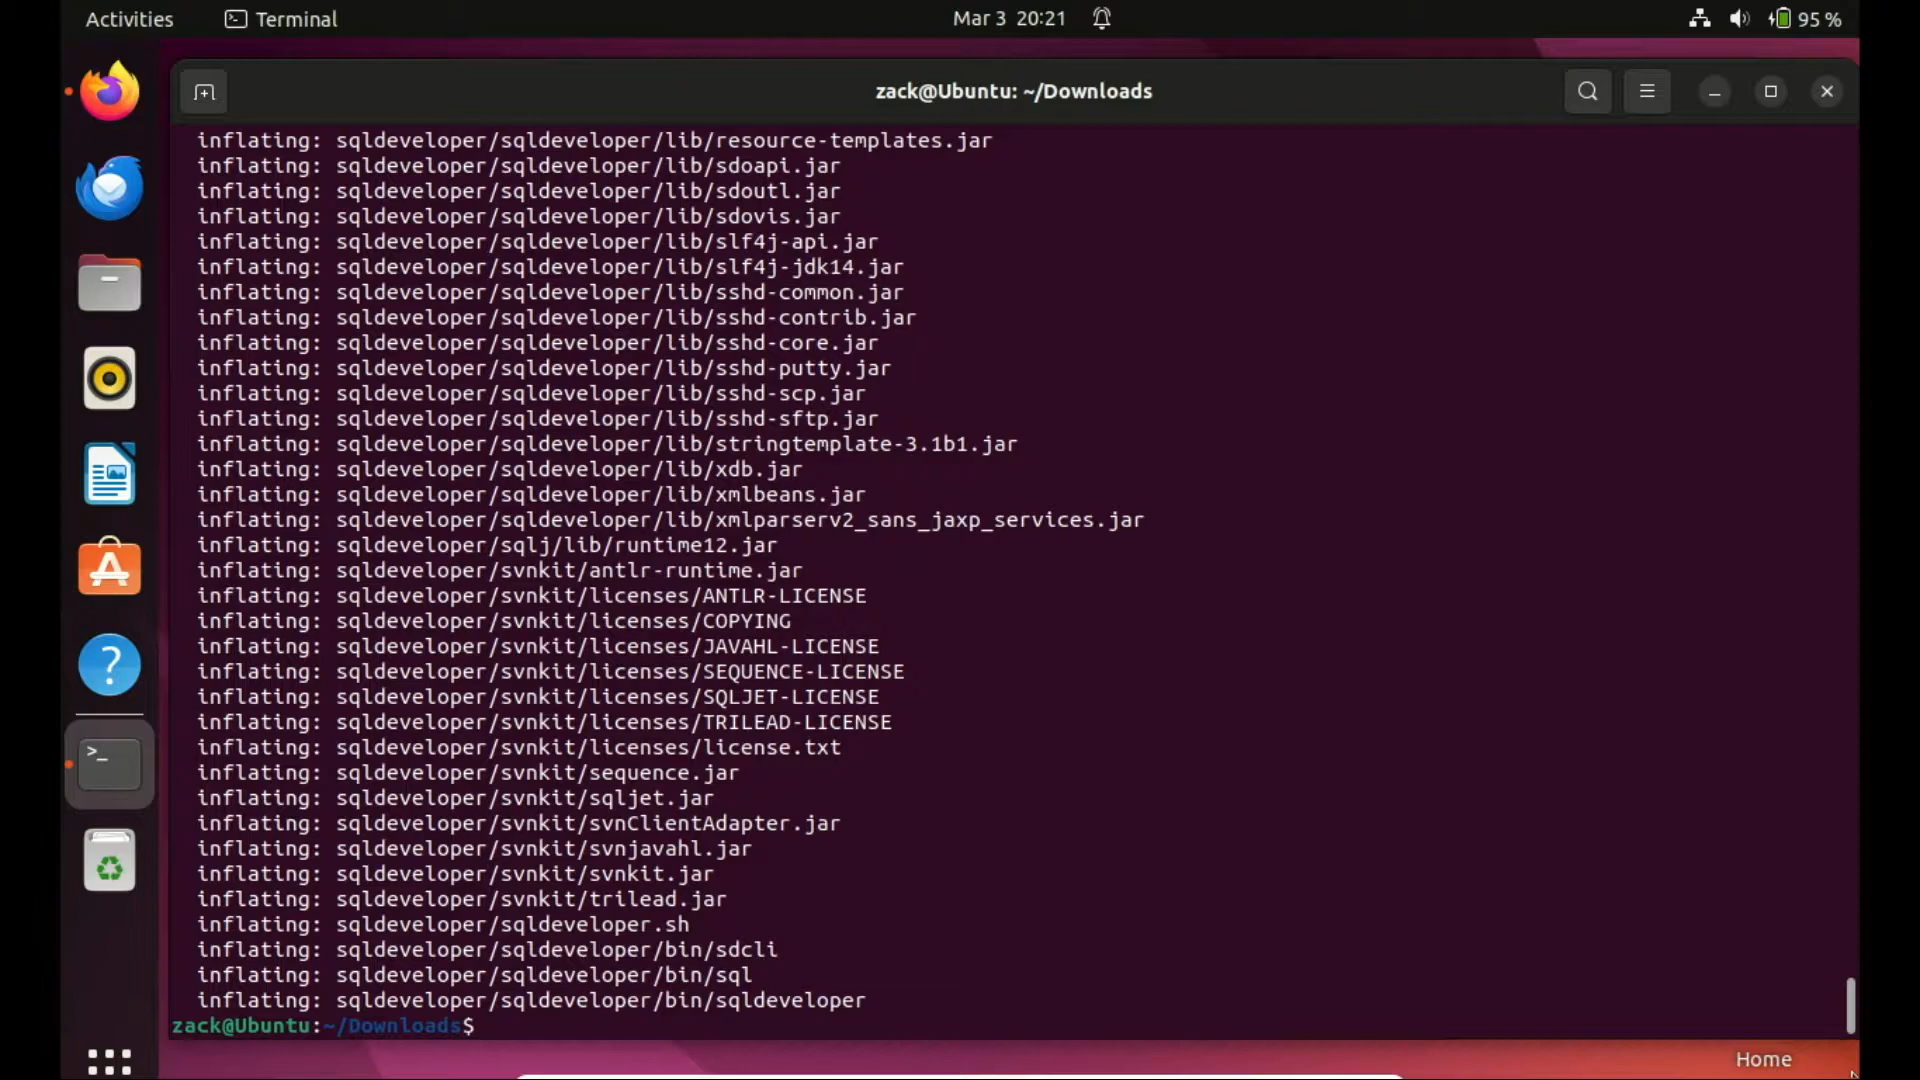 Activities
Terminal
Mar 3 20:21
95 %
zack@Ubuntu: ~/Downloads
inflating: sqldeveloper/sqldeveloper/lib/resource-templates.jar
inflating: sqldeveloper/sqldeveloper/lib/sdoapi.jar
inflating: sqldeveloper/sqldeveloper/lib/sdoutl.jar
inflating: sqldeveloper/sqldeveloper/lib/sdovis.jar
inflating: sqldeveloper/sqldeveloper/lib/slf4j-api.jar
inflating: sqldeveloper/sqldeveloper/lib/slf4j-jdk14.jar
inflating: sqldeveloper/sqldeveloper/lib/sshd-common.jar
inflating: sqldeveloper/sqldeveloper/lib/sshd-contrib.jar
inflating: sqldeveloper/sqldeveloper/lib/sshd-core.jar
inflating: sqldeveloper/sqldeveloper/lib/sshd-putty.jar
inflating: sqldeveloper/sqldeveloper/lib/sshd-scp.jar
inflating: sqldeveloper/sqldeveloper/lib/sshd-sftp.jar
inflating: sqldeveloper/sqldeveloper/lib/stringtemplate-3.1b1.jar
inflating: sqldeveloper/sqldeveloper/lib/xdb.jar
inflating: sqldeveloper/sqldeveloper/lib/xmlbeans.jar
inflating: sqldeveloper/sqldeveloper/lib/xmlparserv2_sans_jaxp_services.jar
inflating: sqldeveloper/sqlj/lib/runtime12.jar
inflating: sqldeveloper/svnkit/antlr-runtime.jar
inflating: sqldeveloper/svnkit/licenses/ANTLR-LICENSE
inflating: sqldeveloper/svnkit/licenses/COPYING
inflating: sqldeveloper/svnkit/licenses/JAVAHL-LICENSE
inflating: sqldeveloper/svnkit/licenses/SEQUENCE-LICENSE
inflating: sqldeveloper/svnkit/licenses/SQLJET-LICENSE
inflating: sqldeveloper/svnkit/licenses/TRILEAD-LICENSE
inflating: sqldeveloper/svnkit/licenses/license.txt
inflating: sqldeveloper/svnkit/sequence.jar
inflating: sqldeveloper/svnkit/sqljet.jar
inflating: sqldeveloper/svnkit/svnClientAdapter.jar
inflating: sqldeveloper/svnkit/svnjavahl.jar
inflating: sqldeveloper/svnkit/svnkit.jar
inflating: sqldeveloper/svnkit/trilead.jar
inflating: sqldeveloper/sqldeveloper.sh
inflating: sqldeveloper/sqldeveloper/bin/sdcli
inflating: sqldeveloper/sqldeveloper/bin/sql
inflating: sqldeveloper/sqldeveloper/bin/sqldeveloper
zack@Ubuntu:~/Downloads$
Home